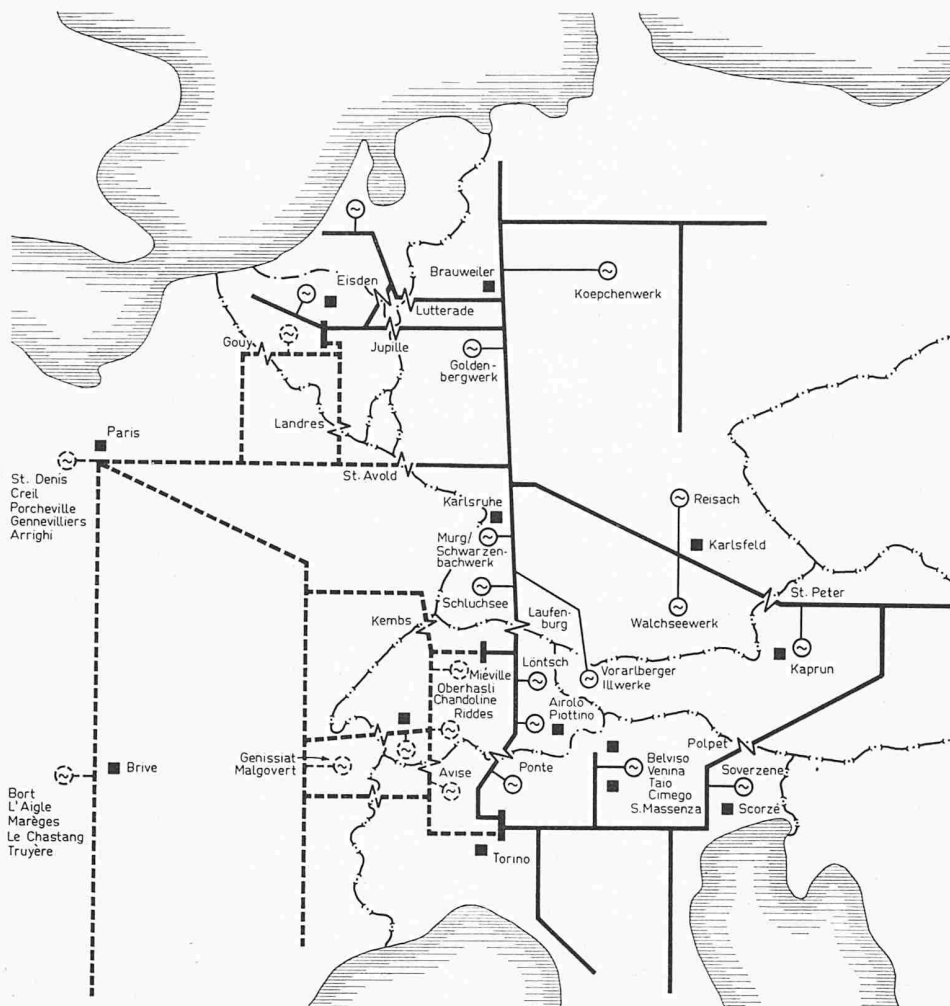 Eisden
Brauweiler
Koepchenwerk
Lutterade
Gouy
Jupille
Golden-
bergwerk
Landres
Paris
St. Avold
St. Denis
Creil
Porcheville
Gennevilliers
Arrighi
Karlsruhe
Reisach
Murg/
Schwarzen-
bachwerk
Karlsfeld
Schluchsee
St. Peter
Kembs
Laufen-
burg
Walchseewerk
Miéville
Löntsch
Vorarlberger
Illwerke
Kaprun
Oberhasli
Chandoline
Riddes
Airolo
Piottino
Genissiat
Malgovert
Avise
Ponte
Polpet
Belviso
Venina
Taio
Cimego
S. Massenza
Soverzene
Scorzé
Brive
Bort
L'Aigle
Marèges
Le Chastang
Truyère
Torino